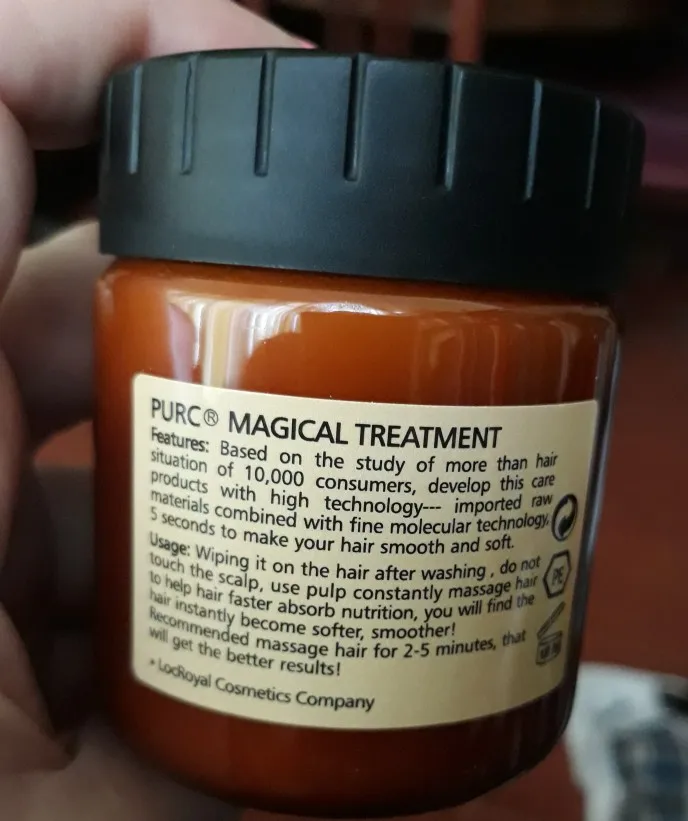 PURC® MAGICAL TREATMENT
Features: Based on the study of more than hair
situation of 10,000 consumers, develop this care
products with high technology--- imported raw
materials combined with fine molecular technology,
5 seconds to make your hair smooth and soft.
Usage: Wiping it on the hair after washing , do not
touch the scalp, use pulp constantly massage hair
to help hair faster absorb nutrition, you will find the
hair instantly become softer, smoother!
Recommended massage hair for 2-5 minutes, that
will get the better results!
* LocRoyal Cosmetics Company
PE